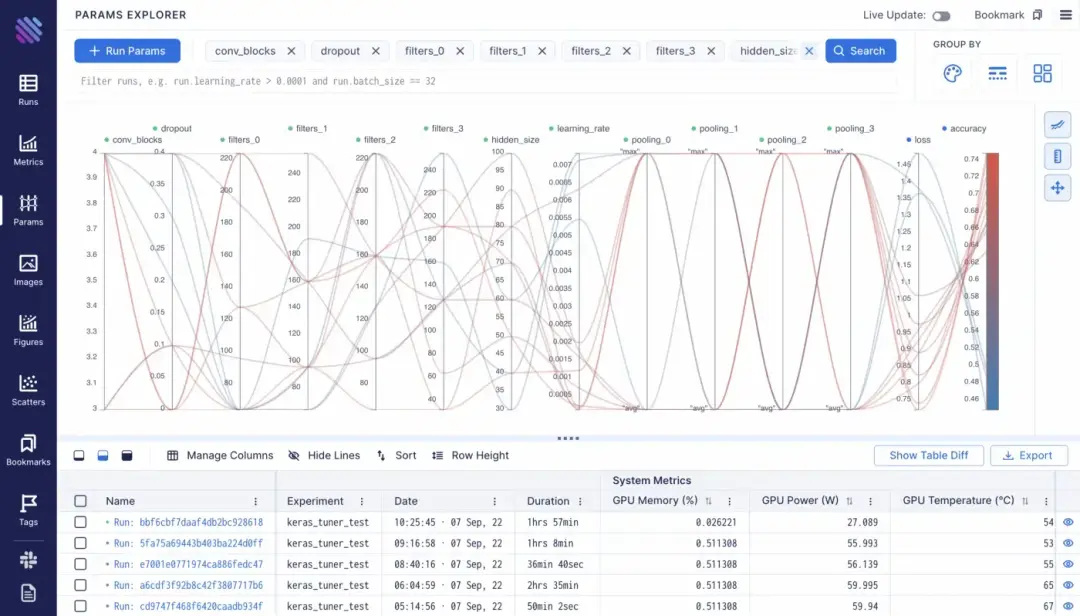 PARAMS EXPLORER
Live Update:
Bookmark
Run Params
conv_blocks
dropout
filters_0
filters_1
filters_2
filters_3
hidden_siz
Search
GROUP BY
Filter runs, e.g. run.learning_rate > 0.0001 and run.batch_size == 32
Runs
Metrics
Params
Images
Figures
Scatters
Bookmarks
Tags
dropout
filters_1
filters_3
learning_rate
pooling_1
pooling_3
accuracy
conv_blocks
filters_0
filters_2
hidden_size
pooling_0
pooling_2
loss
4
3.9
3.8
3.7
3.6
3.5
3.4
3.3
3.2
3.1
3
0.4
0.35
0.3
0.25
0.2
0.15
0.1
0.05
0
220
200
180
160
140
120
100
80
240
220
200
180
160
140
120
100
80
220
200
180
160
140
120
100
80
260
240
220
200
180
160
140
120
100
80
60
40
100
95
90
85
80
75
70
65
60
55
50
45
40
35
30
0.007
0.0065
0.006
0.0055
0.005
0.0045
0.004
0.0035
0.003
0.0025
0.002
0.0015
0.001
0.0005
"max"
"avg"
"max"
"avg"
"max"
"avg"
"max"
"avg"
1.45
1.4
1.35
1.3
1.25
1.2
1.15
1.1
1.05
1
0.95
0.9
0.85
0.8
0.75
0.74
0.72
0.7
0.68
0.66
0.64
0.62
0.6
0.58
0.56
0.54
0.52
0.5
0.48
0.46
Manage Columns
Hide Lines
Sort
Row Height
Show Table Diff
Export
System Metrics
Name Experiment Date Duration GPU Memory (%) GPU Power (W) GPU Temperature (°C)
Run: bbf6cbf7daaf4db2bc928618 keras_tuner_test 10:25:45 · 07 Sep, 22 1hrs 57min 0.026221 27.089 54
Run: 5fa75a69443b403ba224d0ff keras_tuner_test 09:16:58 · 07 Sep, 22 1hrs 8min 0.511308 55.993 53
Run: e7001e0771974ca886fedc47 keras_tuner_test 08:40:16 · 07 Sep, 22 36min 40sec 0.511308 56.139 55
Run: a6cdf3f92b8c42f3807717b6 keras_tuner_test 06:04:59 · 07 Sep, 22 2hrs 35min 0.511308 59.995 65
Run: cd9747f468f6420caadb934f keras_tuner_test 05:14:56 · 07 Sep, 22 50min 2sec 0.511308 59.94 67